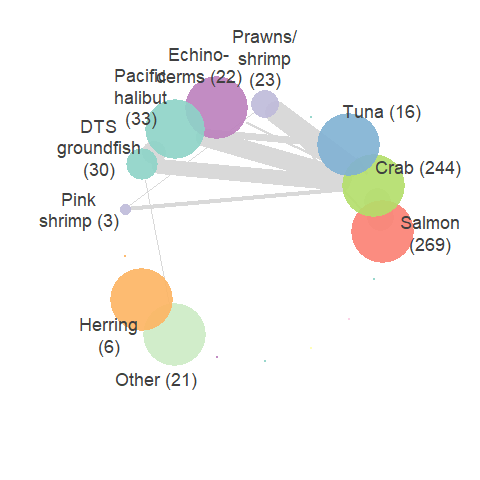 Prawns/
shrimp
(23)
Echino-
derms (22)
Pacific
halibut
(33)
Tuna (16)
DTS
groundfish
(30)
Crab (244)
Pink
shrimp (3)
Salmon
(269)
Herring
(6)
Other (21)